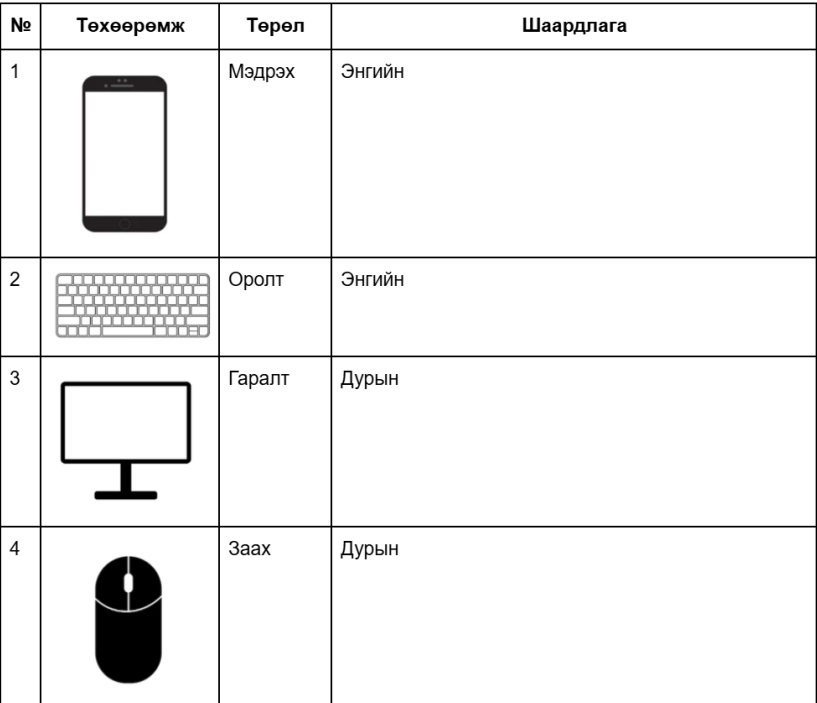 № Төхөөрөмж Төрөл Шаардлага
1 Мэдрэх Энгийн
2 Оролт Энгийн
3 Гаралт Дурын
4 Заах Дурын